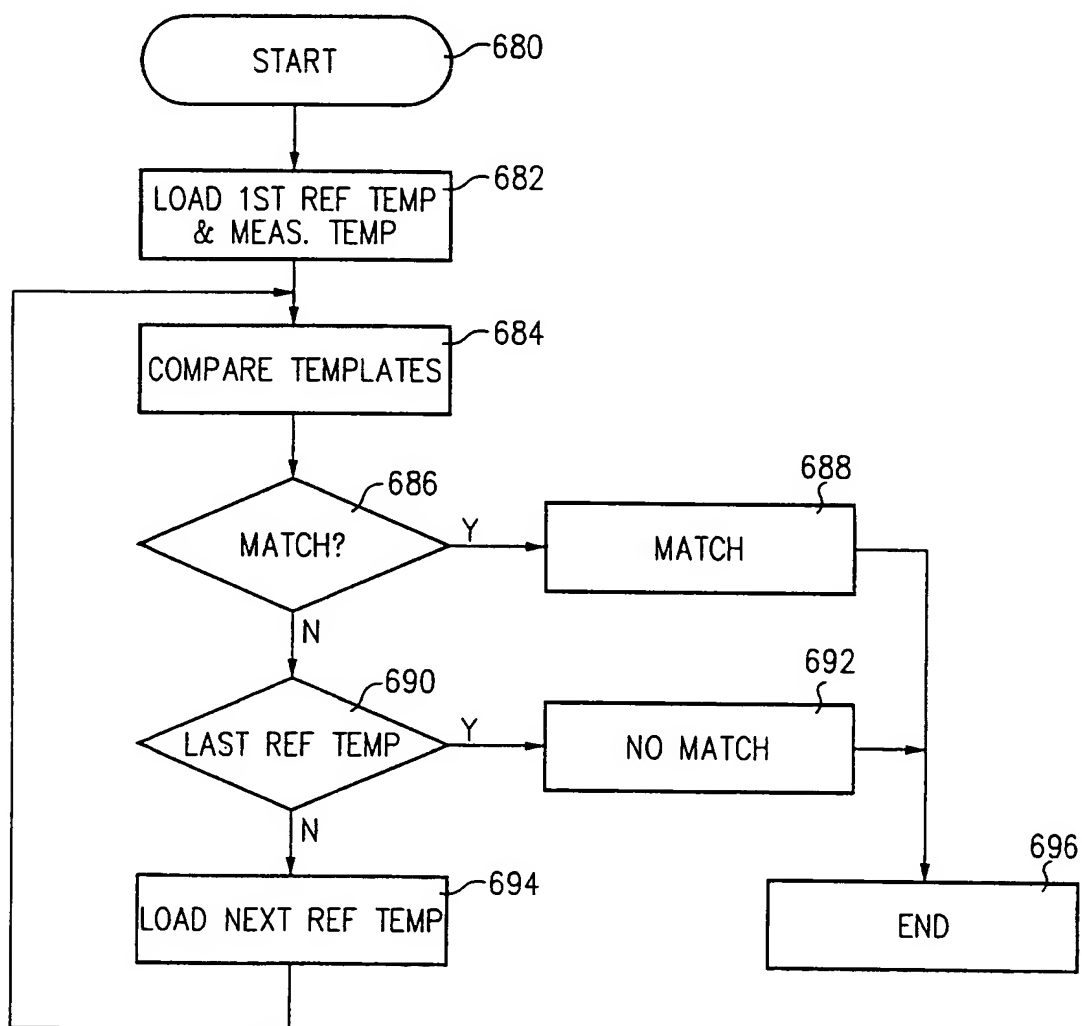 START
680
682
LOAD 1ST REF TEMP
& MEAS. TEMP
684
COMPARE TEMPLATES
686
MATCH?
Y
688
MATCH
N
690
LAST REF TEMP
Y
692
NO MATCH
N
694
LOAD NEXT REF TEMP
696
END